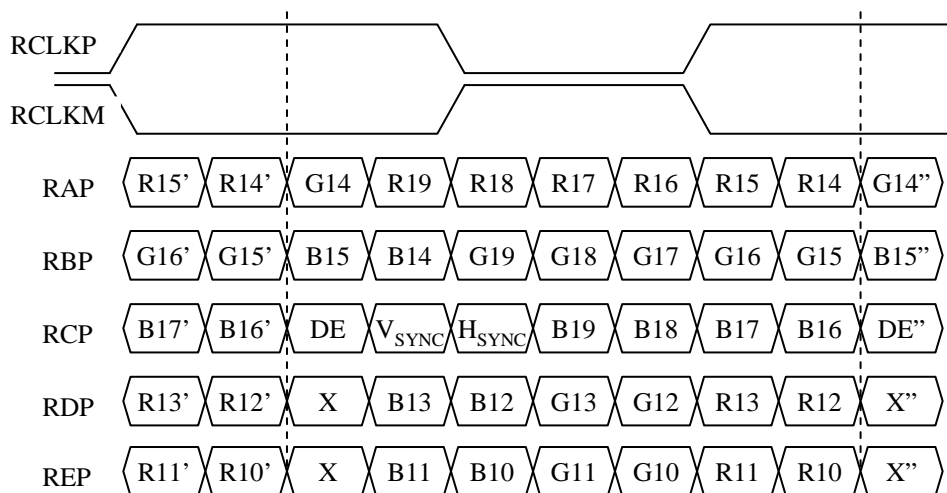 RCLKP
RCLKM
RAP R15’ R14’ G14 R19 R18 R17 R16 R15 R14 G14”
RBP G16’ G15’ B15 B14 G19 G18 G17 G16 G15 B15”
RCP B17’ B16’ DE VSYNC HSYNC B19 B18 B17 B16 DE”
RDP R13’ R12’ X B13 B12 G13 G12 R13 R12 X”
REP R11’ R10’ X B11 B10 G11 G10 R11 R10 X”